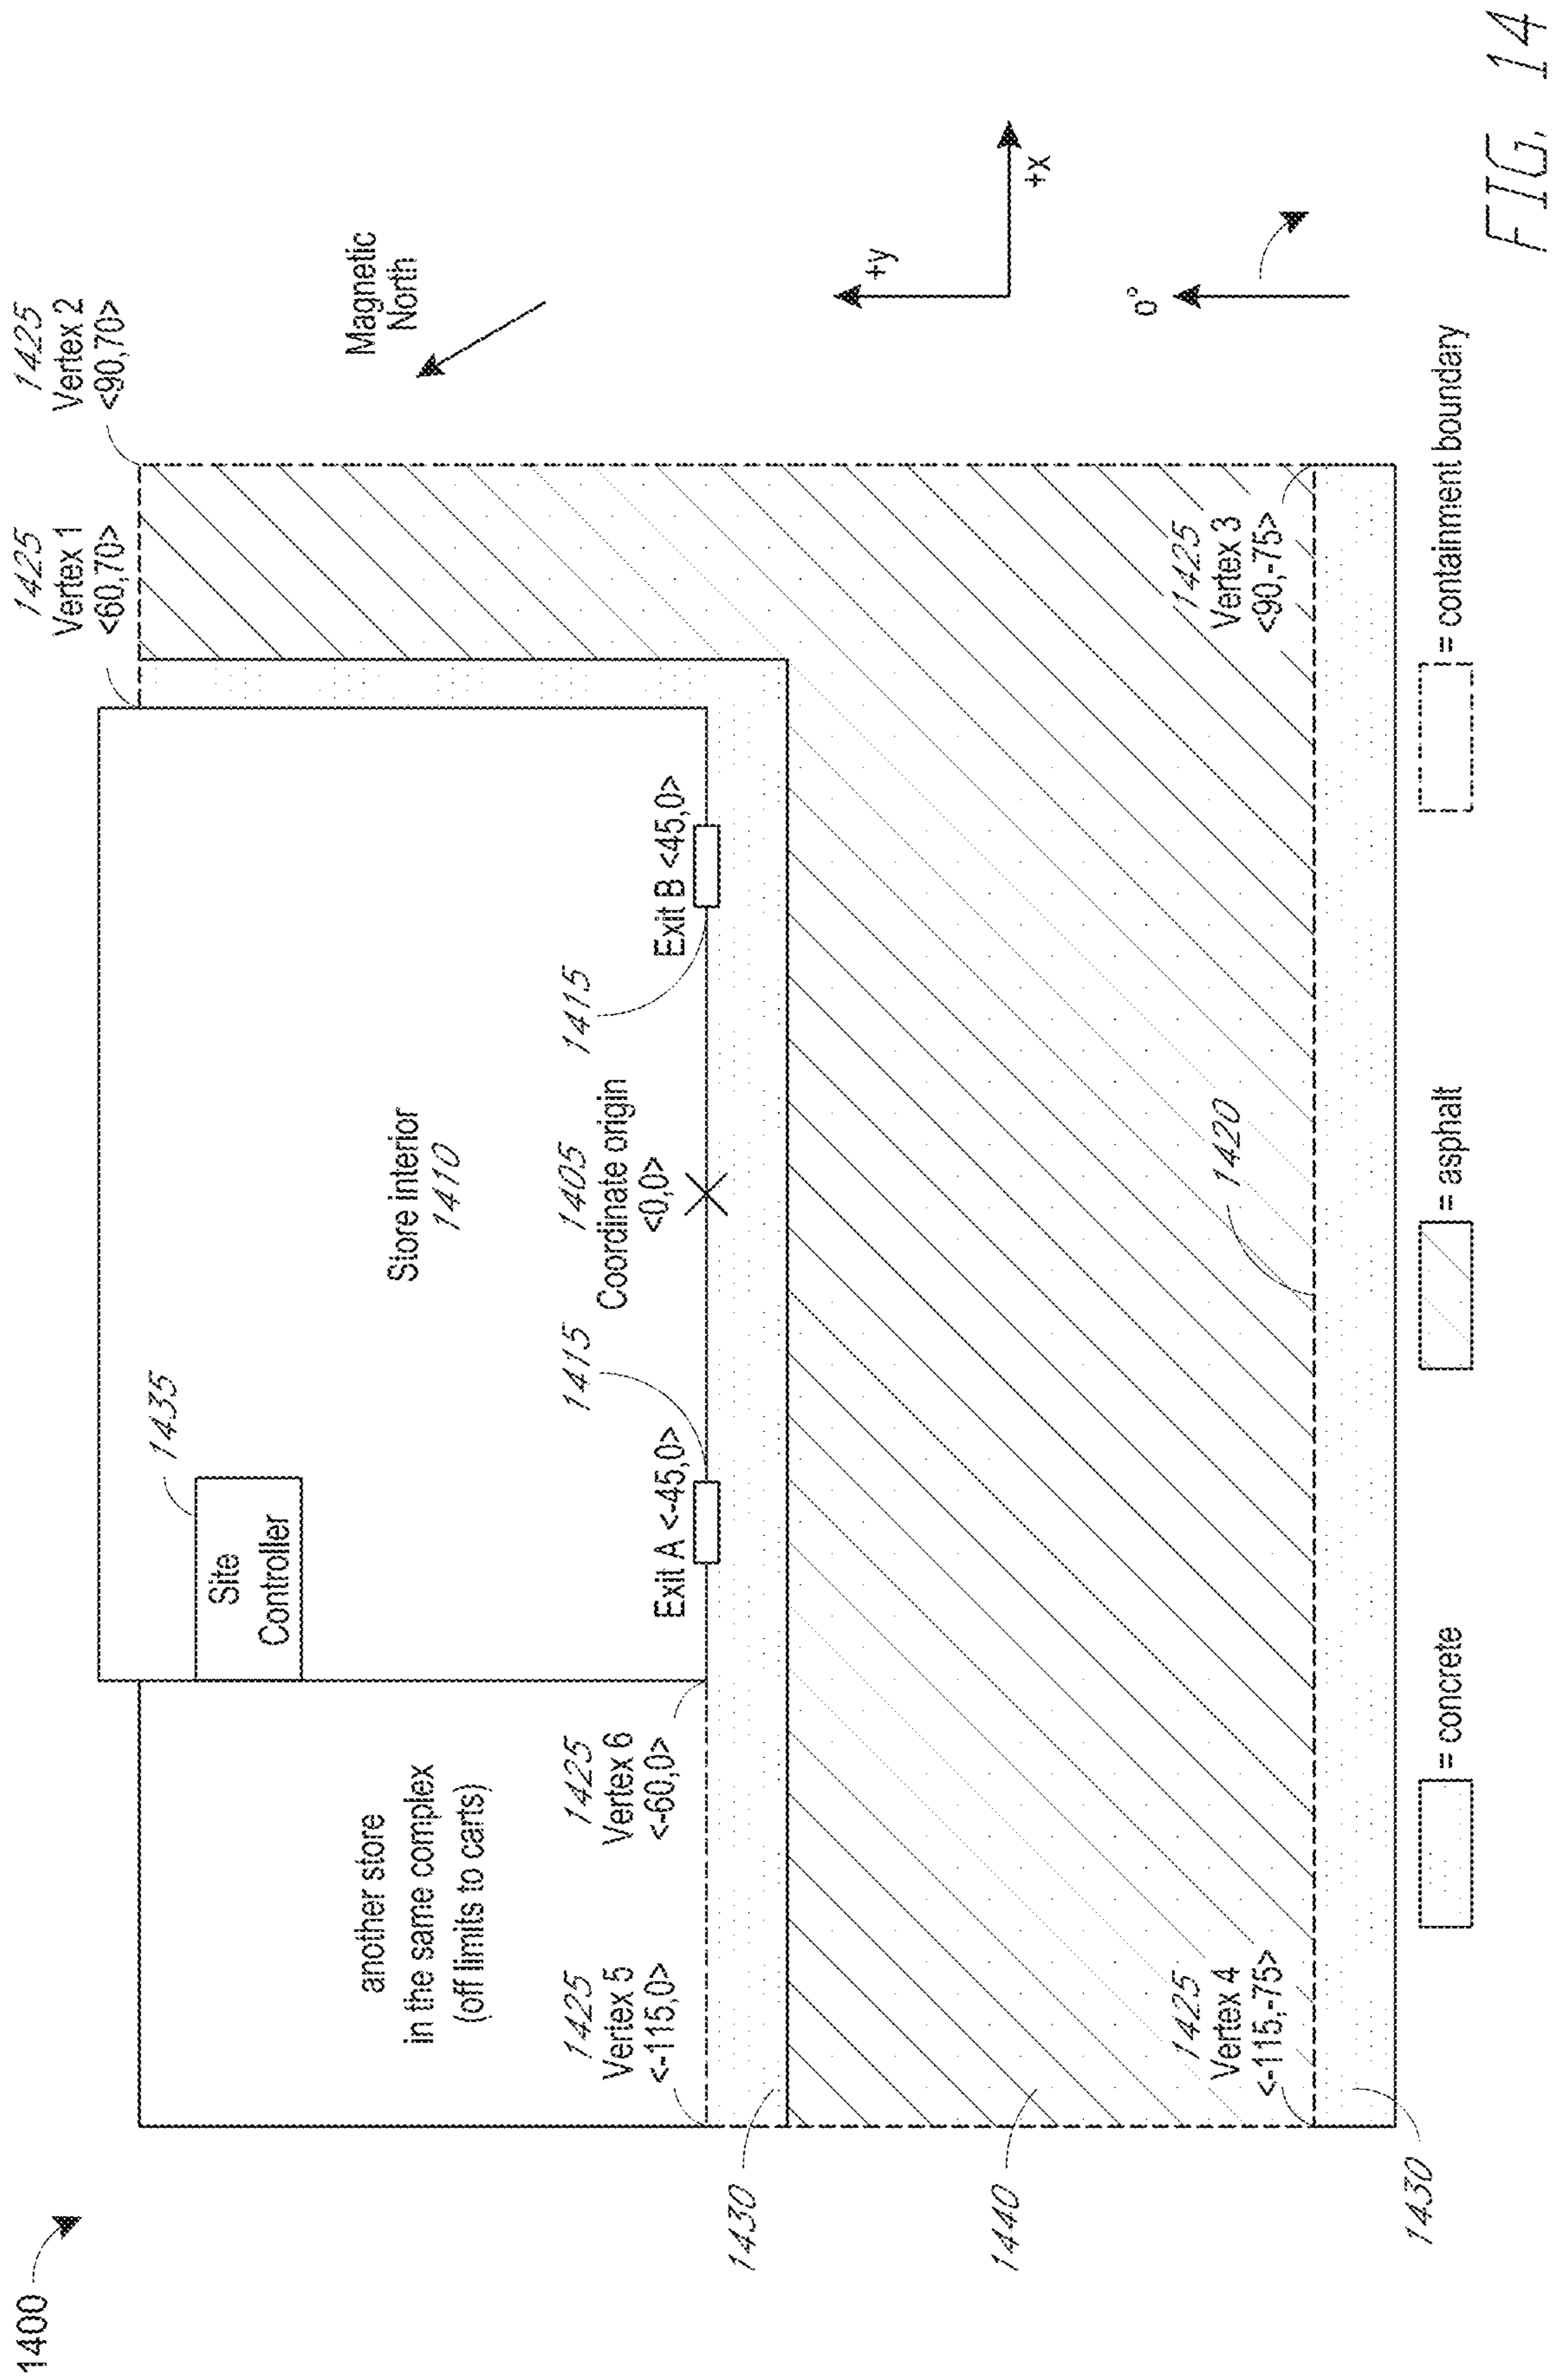 1400
1435
Site
Controller
Store interior
1410
another store
in the same complex
(off limits to carts)
1425
Vertex 1
<60,70>
1425
Vertex 2
<90,70>
Magnetic
North
1425
Vertex 5
<-115,0>
1425
Vertex 6
<-60,0>
1415
Exit A <-45,0>
1405
Coordinate origin
<0,0>
1415
Exit B <45,0>
+y
+x
0°
1430
1440
1430
1425
Vertex 4
<-115,-75>
1420
1425
Vertex 3
<90,-75>
= concrete
= asphalt
= containment boundary
FIG. 14